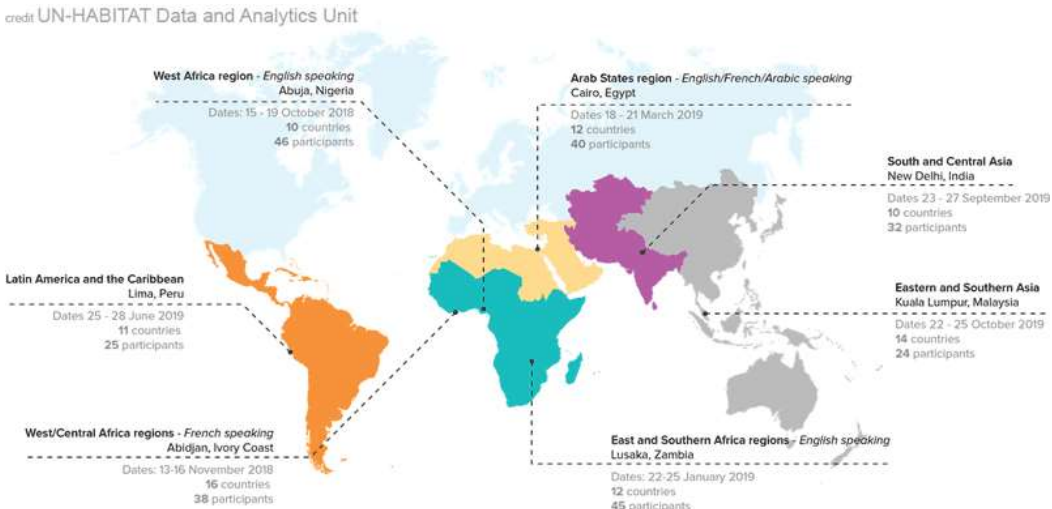 credit UN-HABITAT Data and Analytics Unit
West Africa region - English speaking
Abuja, Nigeria
Dates: 15 - 19 October 2018
10 countries
46 participants
Arab States region - English/French/Arabic speaking
Cairo, Egypt
Dates 18 - 21 March 2019
12 countries
40 participants
South and Central Asia
New Delhi, India
Dates 23 - 27 September 2019
10 countries
32 participants
Latin America and the Caribbean
Lima, Peru
Dates 25 - 28 June 2019
11 countries
25 participants
Eastern and Southern Asia
Kuala Lumpur, Malaysia
Dates 22 - 25 October 2019
14 countries
24 participants
West/Central Africa regions - French speaking
Abidjan, Ivory Coast
Dates: 13-16 November 2018
16 countries
38 participants
East and Southern Africa regions - English speaking
Lusaka, Zambia
Dates: 22-25 January 2019
12 countries
45 participants